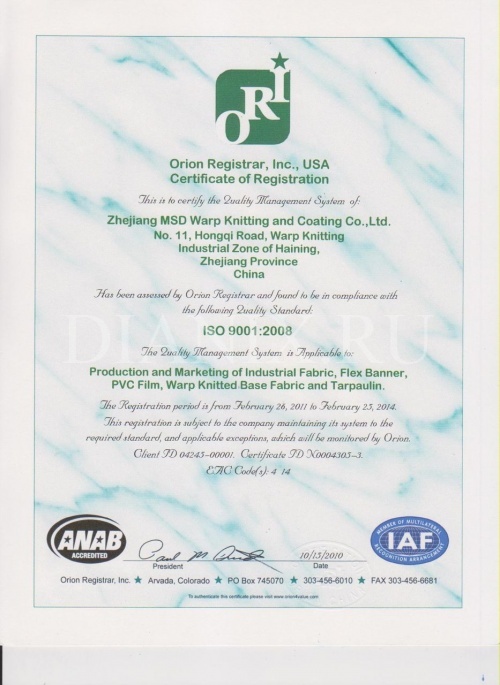 ORI
Orion Registrar, Inc., USA
Certificate of Registration
This is to certify the Quality Management System of:
Zhejiang MSD Warp Knitting and Coating Co.,Ltd.
No. 11, Hongqi Road, Warp Knitting
Industrial Zone of Haining,
Zhejiang Province
China
Has been assessed by Orion Registrar and found to be in compliance with
the following Quality Standard:
ISO 9001:2008
The Quality Management System is Applicable to:
Production and Marketing of Industrial Fabric, Flex Banner,
PVC Film, Warp Knitted Base Fabric and Tarpaulin.
The Registration period is from February 26, 2011 to February 25, 2014.
This registration is subject to the company maintaining its system to the
required standard, and applicable exceptions, which will be monitored by Orion.
Client ID 04245-00001. Certificate ID X0004305-3.
EAC Code(s): 4 14
ANAB
ACCREDITED
President
10/15/2010
Date
MEMBER OF MULTILATERAL
IAF
RECOGNITION ARRANGEMENT
Orion Registrar, Inc. ★ Arvada, Colorado ★ PO Box 745070 ★ 303-456-6010 ★ FAX 303-456-6681
To authenticate this certificate please visit www.orion4value.com